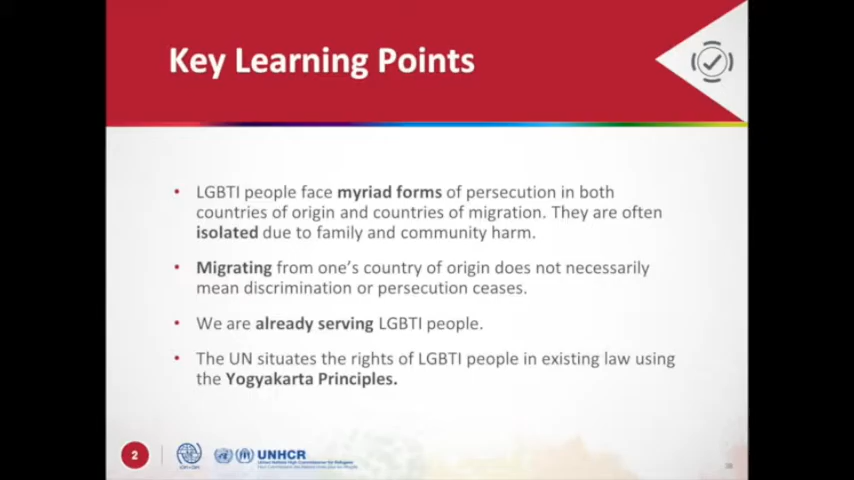 Key Learning Points
• LGBTI people face myriad forms of persecution in both
countries of origin and countries of migration. They are often
isolated due to family and community harm.
• Migrating from one's country of origin does not necessarily
mean discrimination or persecution ceases.
• We are already serving LGBTI people.
• The UN situates the rights of LGBTI people in existing law using
the Yogyakarta Principles.
2
UNHCR